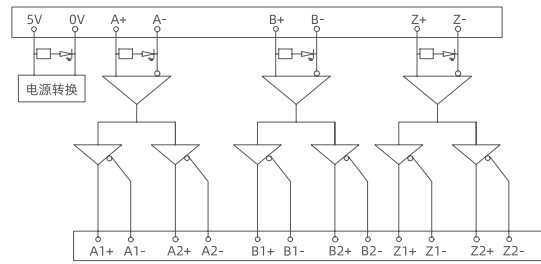 5V 0V A+ A- B+ B- Z+ Z-
电源转换
A1+ A1- A2+ A2- B1+ B1- B2+ B2- Z1+ Z1- Z2+ Z2-